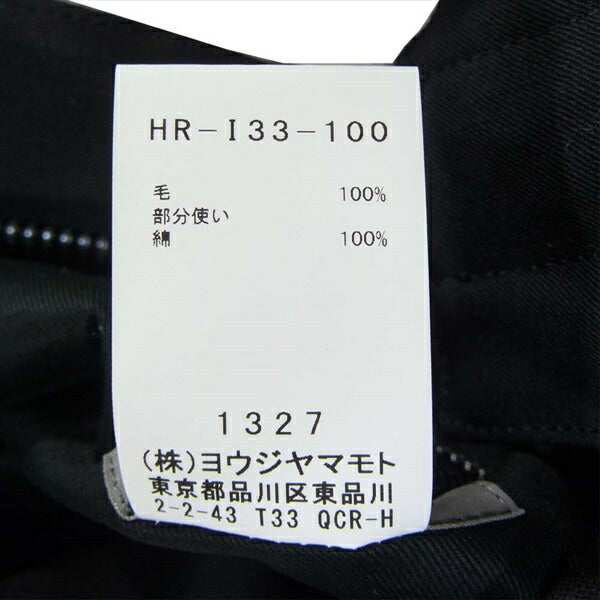 HR-I33-100
毛 100%
部分使い
綿 100%
1327
(株)ヨウジヤマモト
東京都品川区東品川
2-2-43 T33 QCR-H